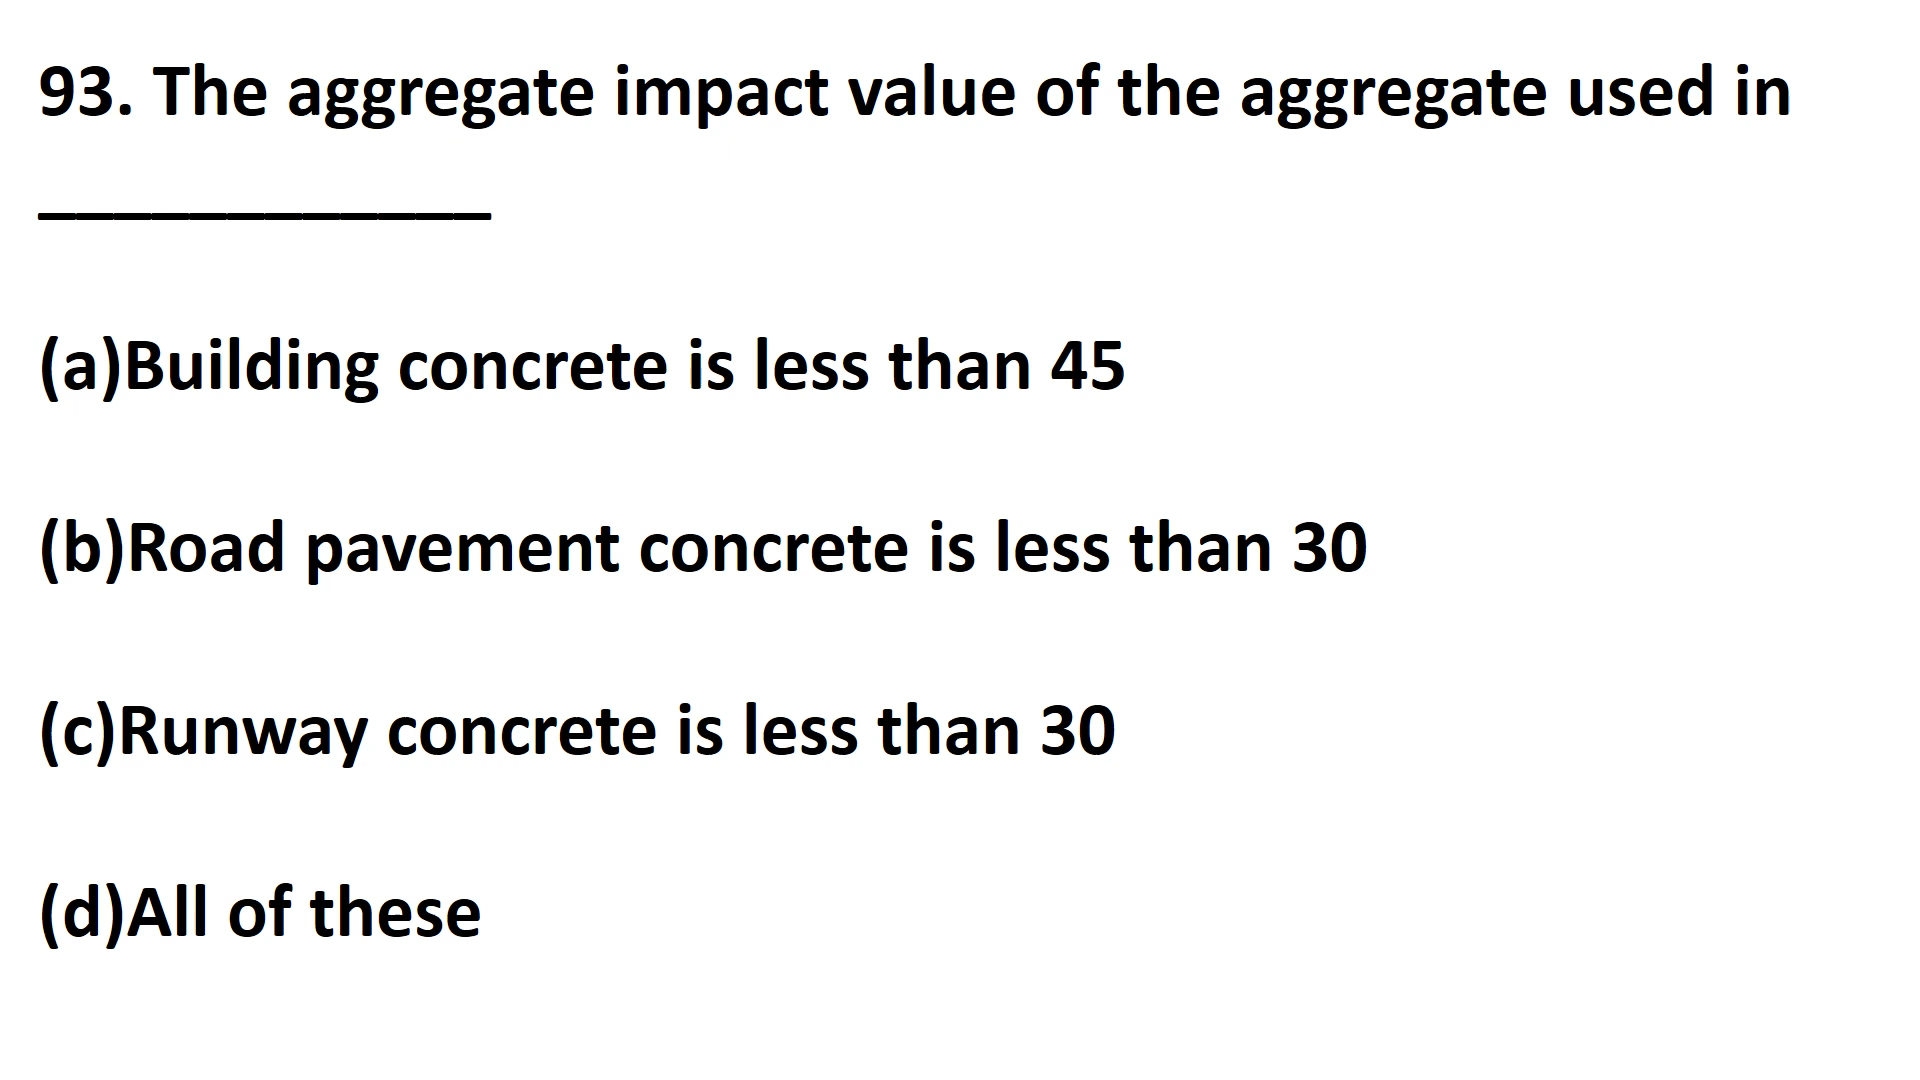 93. The aggregate impact value of the aggregate used in
____________
(a)Building concrete is less than 45
(b)Road pavement concrete is less than 30
(c)Runway concrete is less than 30
(d)All of these